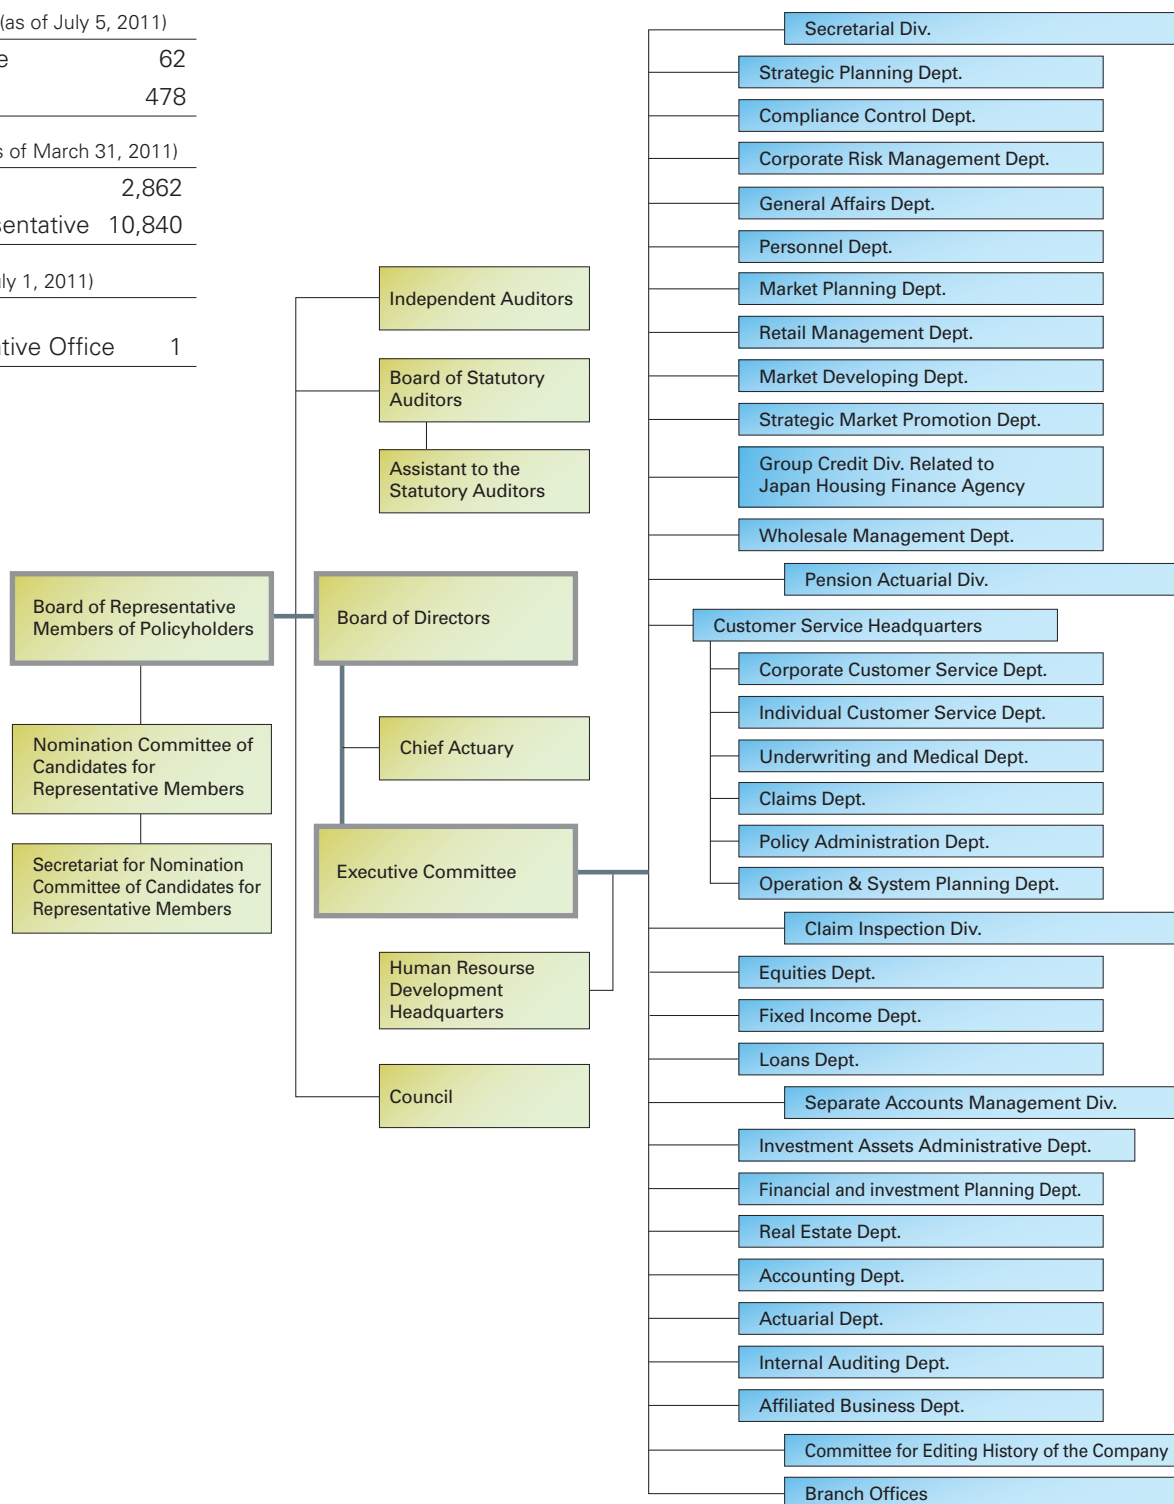 (as of July 5, 2011)
62
478
of March 31, 2011)
2,862
10,840
1, 2011)
Office 1
Independent Auditors
Board of Statutory
Auditors
Assistant to the
Statutory Auditors
Board of Representative
Members of Policyholders
Board of Directors
Nomination Committee of
Candidates for
Representative Members
Chief Actuary
Secretariat for Nomination
Committee of Candidates for
Representative Members
Executive Committee
Human Resourse
Development
Headquarters
Council
Secretarial Div.
Strategic Planning Dept.
Compliance Control Dept.
Corporate Risk Management Dept.
General Affairs Dept.
Personnel Dept.
Market Planning Dept.
Retail Management Dept.
Market Developing Dept.
Strategic Market Promotion Dept.
Group Credit Div. Related to
Japan Housing Finance Agency
Wholesale Management Dept.
Pension Actuarial Div.
Customer Service Headquarters
Corporate Customer Service Dept.
Individual Customer Service Dept.
Underwriting and Medical Dept.
Claims Dept.
Policy Administration Dept.
Operation & System Planning Dept.
Claim Inspection Div.
Equities Dept.
Fixed Income Dept.
Loans Dept.
Separate Accounts Management Div.
Investment Assets Administrative Dept.
Financial and investment Planning Dept.
Real Estate Dept.
Accounting Dept.
Actuarial Dept.
Internal Auditing Dept.
Affiliated Business Dept.
Committee for Editing History of the Company
Branch Offices